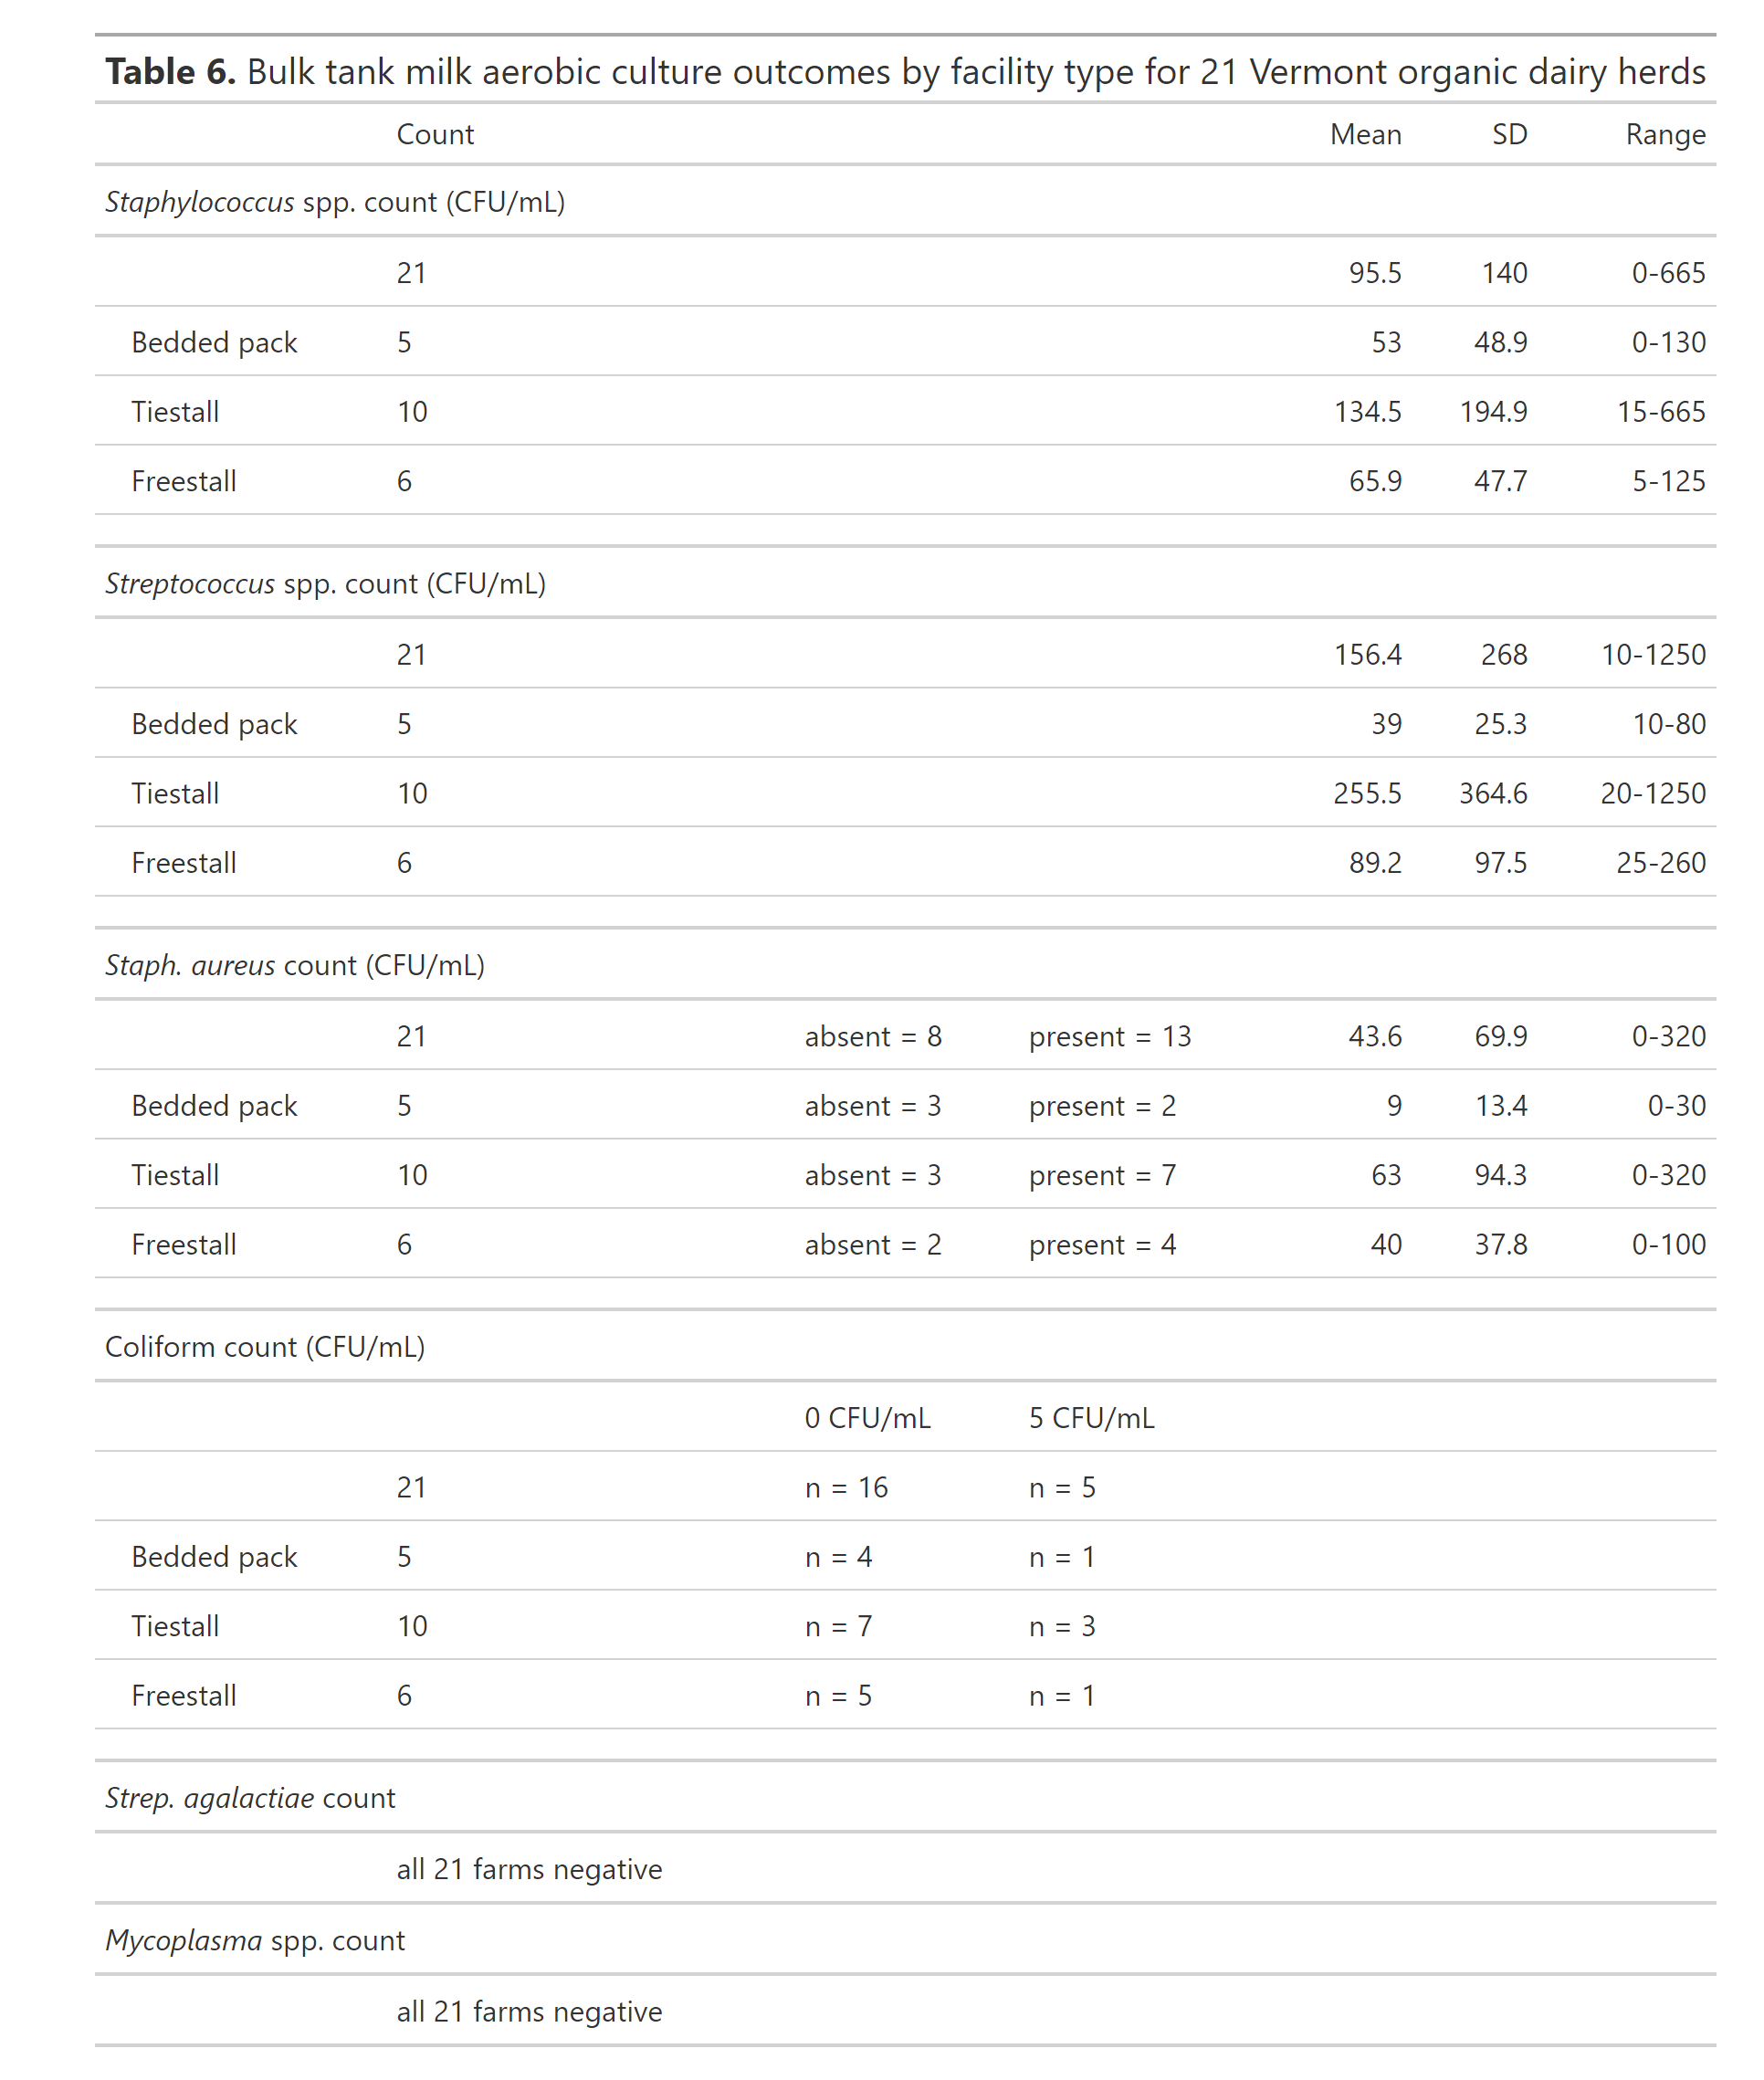 Table 6. Bulk tank milk aerobic culture outcomes by facility type for 21 Vermont organic dairy herds
Count Mean SD Range
Staphylococcus spp. count (CFU/mL)
21 95.5 140 0-665
Bedded pack 5 53 48.9 0-130
Tiestall 10 134.5 194.9 15-665
Freestall 6 65.9 47.7 5-125
Streptococcus spp. count (CFU/mL)
21 156.4 268 10-1250
Bedded pack 5 39 25.3 10-80
Tiestall 10 255.5 364.6 20-1250
Freestall 6 89.2 97.5 25-260
Staph. aureus count (CFU/mL)
21 absent = 8 present = 13 43.6 69.9 0-320
Bedded pack 5 absent = 3 present = 2 9 13.4 0-30
Tiestall 10 absent = 3 present = 7 63 94.3 0-320
Freestall 6 absent = 2 present = 4 40 37.8 0-100
Coliform count (CFU/mL)
0 CFU/mL 5 CFU/mL
21 n = 16 n = 5
Bedded pack 5 n = 4 n = 1
Tiestall 10 n = 7 n = 3
Freestall 6 n = 5 n = 1
Strep. agalactiae count
all 21 farms negative
Mycoplasma spp. count
all 21 farms negative